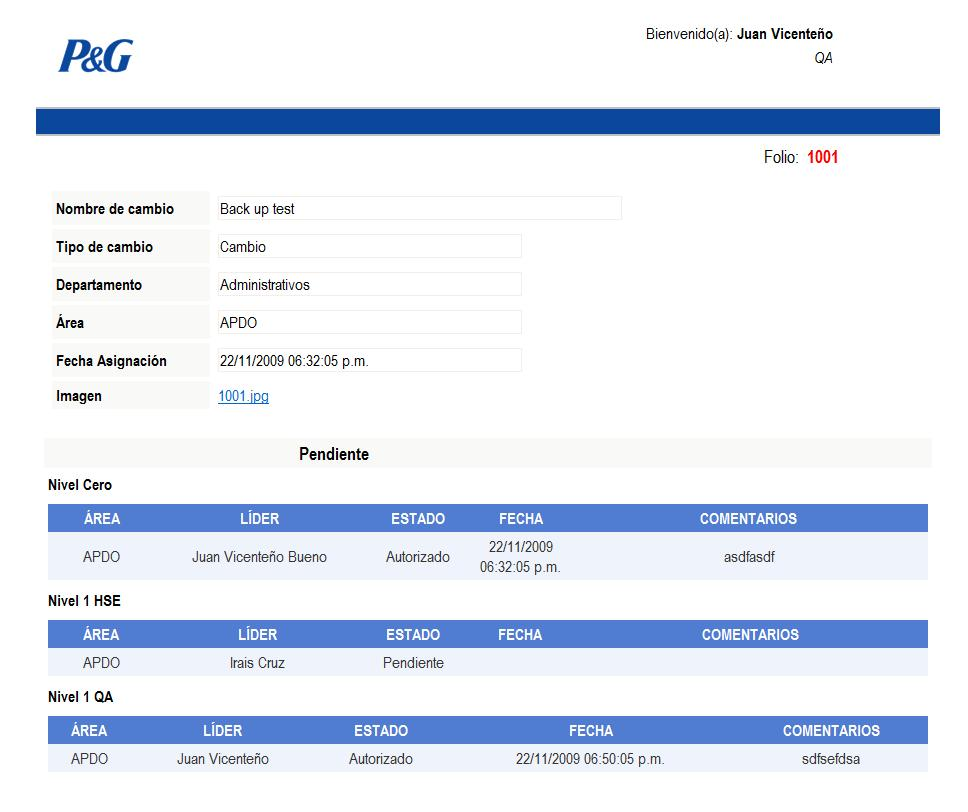 P&G
Bienvenido(a): Juan Vicenteño
QA
Folio: 1001
Nombre de cambio Back up test
Tipo de cambio Cambio
Departamento Administrativos
Área APDO
Fecha Asignación 22/11/2009 06:32:05 p.m.
Imagen 1001.jpg
Pendiente
Nivel Cero
ÁREA LÍDER ESTADO FECHA COMENTARIOS
APDO Juan Vicenteño Bueno Autorizado 22/11/2009 06:32:05 p.m. asdfasdf
Nivel 1 HSE
ÁREA LÍDER ESTADO FECHA COMENTARIOS
APDO Irais Cruz Pendiente
Nivel 1 QA
ÁREA LÍDER ESTADO FECHA COMENTARIOS
APDO Juan Vicenteño Autorizado 22/11/2009 06:50:05 p.m. sdfsefdsa